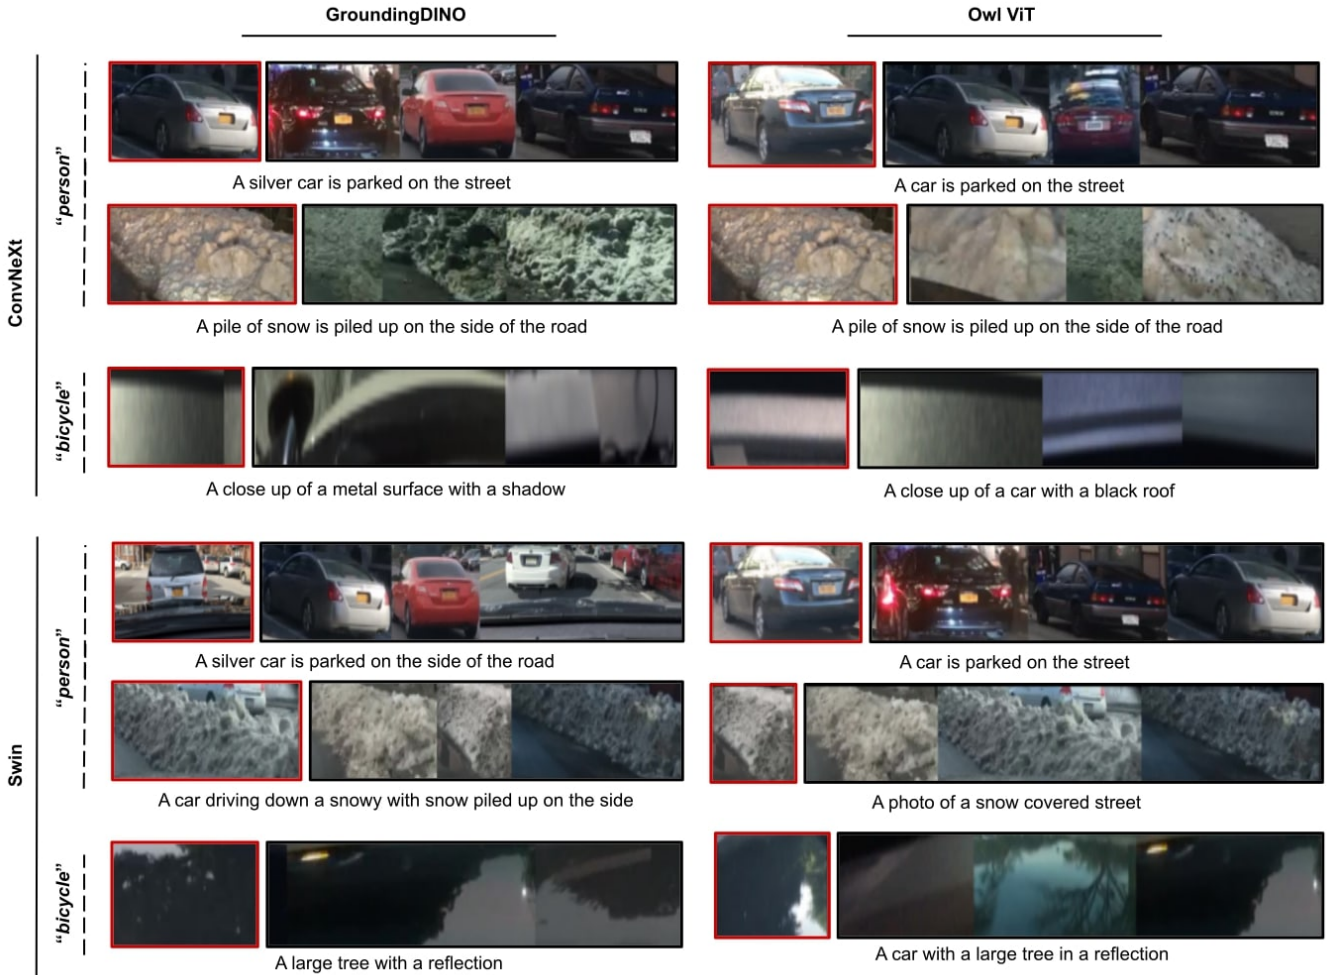 GroundingDINO
Owl ViT
ConvNeXt
“person”
A silver car is parked on the street
A car is parked on the street
A pile of snow is piled up on the side of the road
A pile of snow is piled up on the side of the road
“bicycle”
A close up of a metal surface with a shadow
A close up of a car with a black roof
Swin
“person”
A silver car is parked on the side of the road
A car is parked on the street
A car driving down a snowy with snow piled up on the side
A photo of a snow covered street
“bicycle”
A large tree with a reflection
A car with a large tree in a reflection